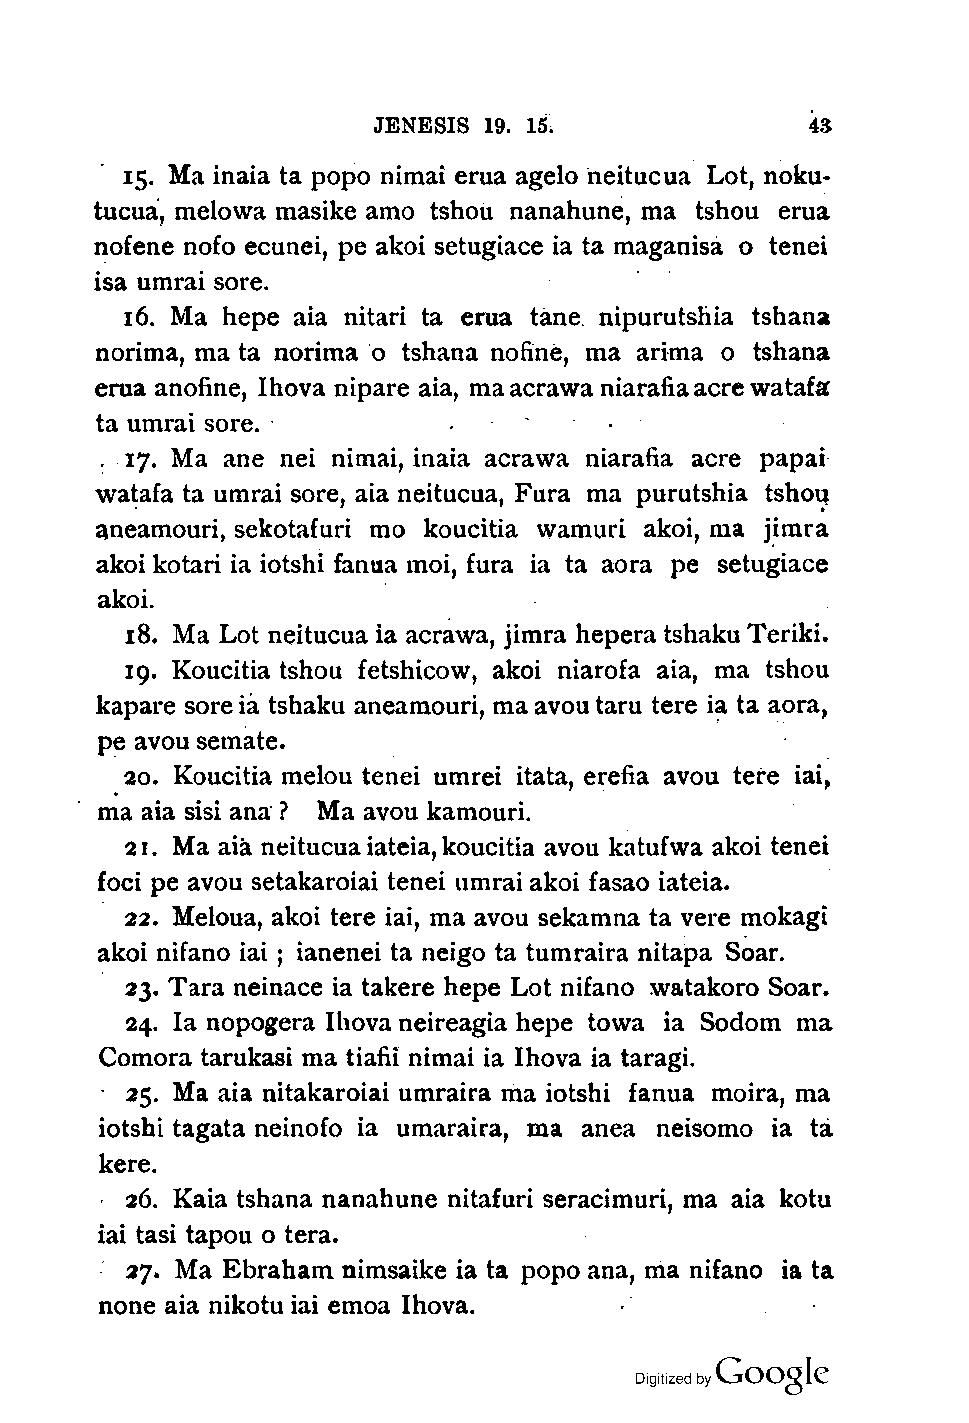 JENESIS 19. 15. 43
15. Ma inaia ta popo nimai erua agelo neitucua Lot, noku-
tucua, melowa masike amo tshou nanahune, ma tshou erua
nofene nofo ecunei, pe akoi setugiace ia ta maganisa o tenei
isa umrai sore.
16. Ma hepe aia nitari ta erua tane. nipurutshia tshana
norima, ma ta norima o tshana nofine, ma arima o tshana
erua anofine, Ihova nipare aia, ma acrawa niarafia acre watafa
ta umrai sore.
17. Ma ane nei nimai, inaia acrawa niarafia acre papai
watafa ta umrai sore, aia neitucua, Fura ma purutshia tshou
aneamouri, sekotafuri mo koucitia wamuri akoi, ma jimra
akoi kotari ia iotshi fanua moi, fura ia ta aora pe setugiace
akoi.
18. Ma Lot neitucua ia acrawa, jimra hepera tshaku Teriki.
19. Koucitia tshou fetshicow, akoi niarofa aia, ma tshou
kapare sore ia tshaku aneamouri, ma avou taru tere ia ta aora,
pe avou semate.
20. Koucitia melou tenei umrei itata, erefia avou tere iai,
ma aia sisi ana ? Ma avou kamouri.
21. Ma aia neitucua iateia, koucitia avou katufwa akoi tenei
foci pe avou setakaroiai tenei umrai akoi fasao iateia.
22. Meloua, akoi tere iai, ma avou sekamna ta vere mokagi
akoi nifano iai ; ianenei ta neigo ta tumraira nitapa Soar.
23. Tara neinace ia takere hepe Lot nifano watakoro Soar.
24. Ia nopogera Ihova neireagia hepe towa ia Sodom ma
Comora tarukasi ma tiafii nimai ia Ihova ia taragi.
25. Ma aia nitakaroiai umraira ma iotshi fanua moira, ma
iotshi tagata neinofo ia umaraira, ma anea neisomo ia ta
kere.
26. Kaia tshana nanahune nitafuri seracimuri, ma aia kotu
iai tasi tapou o tera.
27. Ma Ebraham nimsaike ia ta popo ana, ma nifano ia ta
none aia nikotu iai emoa Ihova.
Digitized by Google